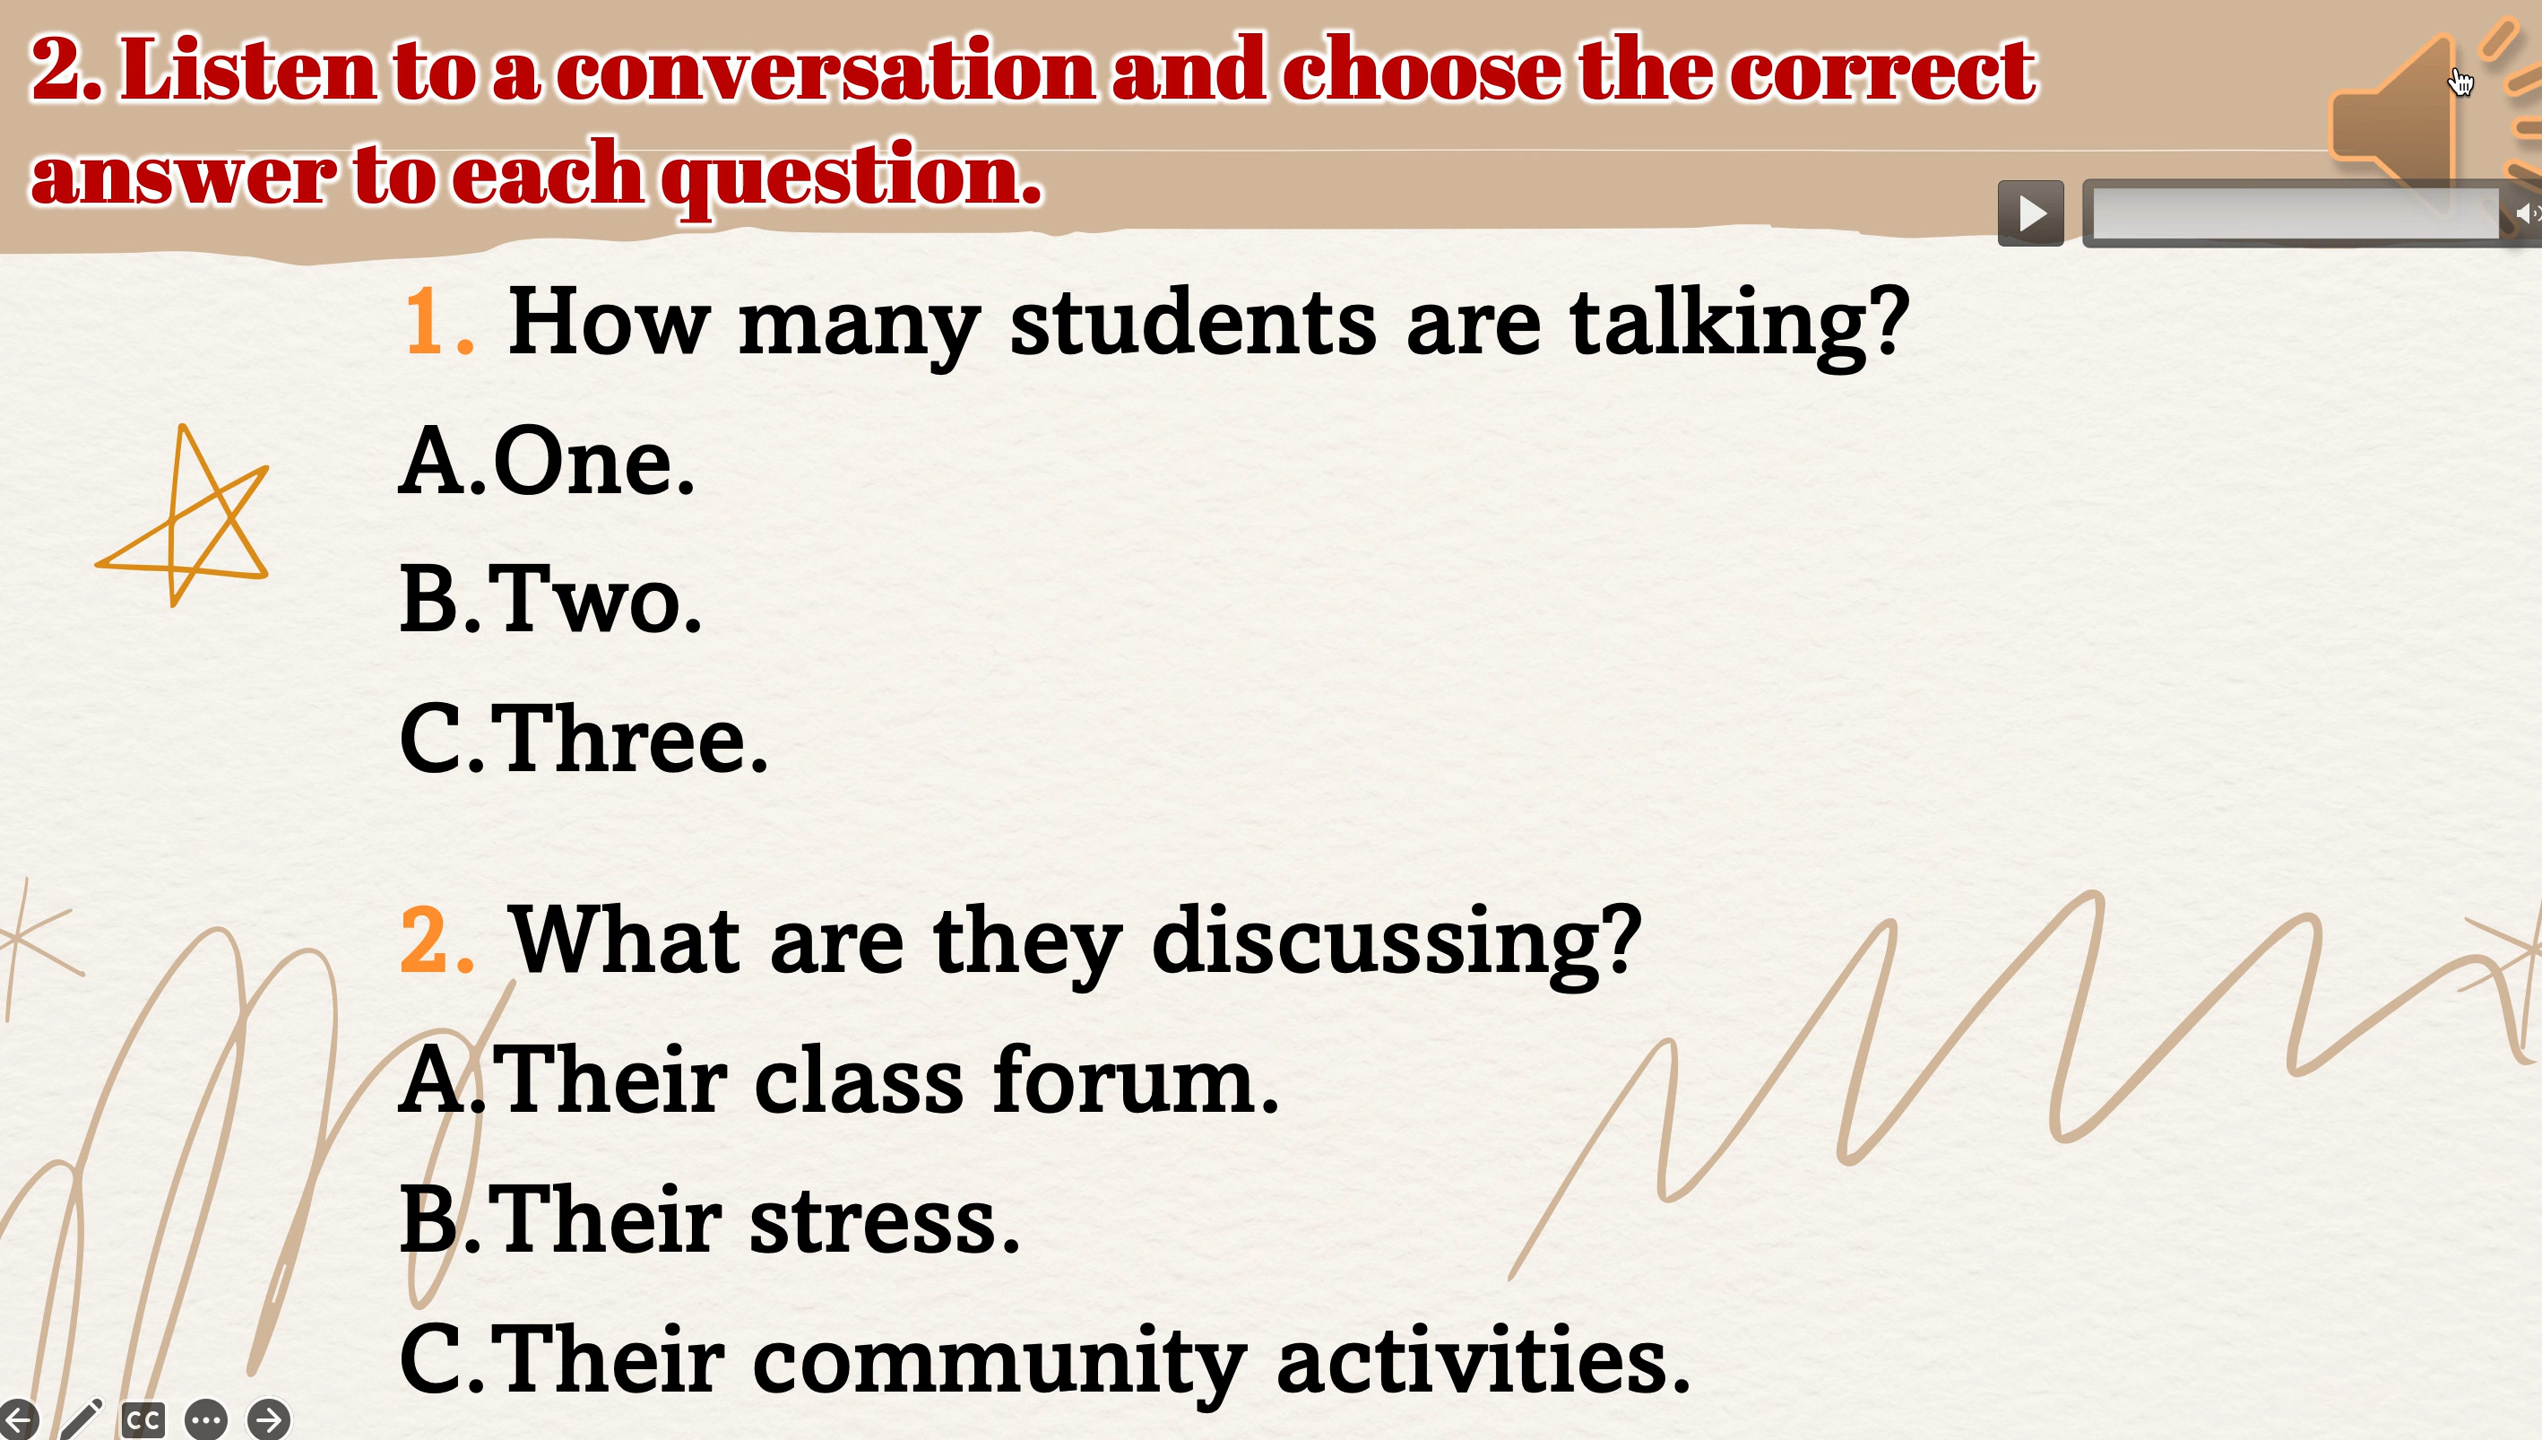 2. Listen to a conversation and choose the correct
answer to each question.
1. How many students are talking?
A.One.
B.Two.
C.Three.
2. What are they discussing?
A.Their class forum.
B.Their stress.
C.Their community activities.
CC